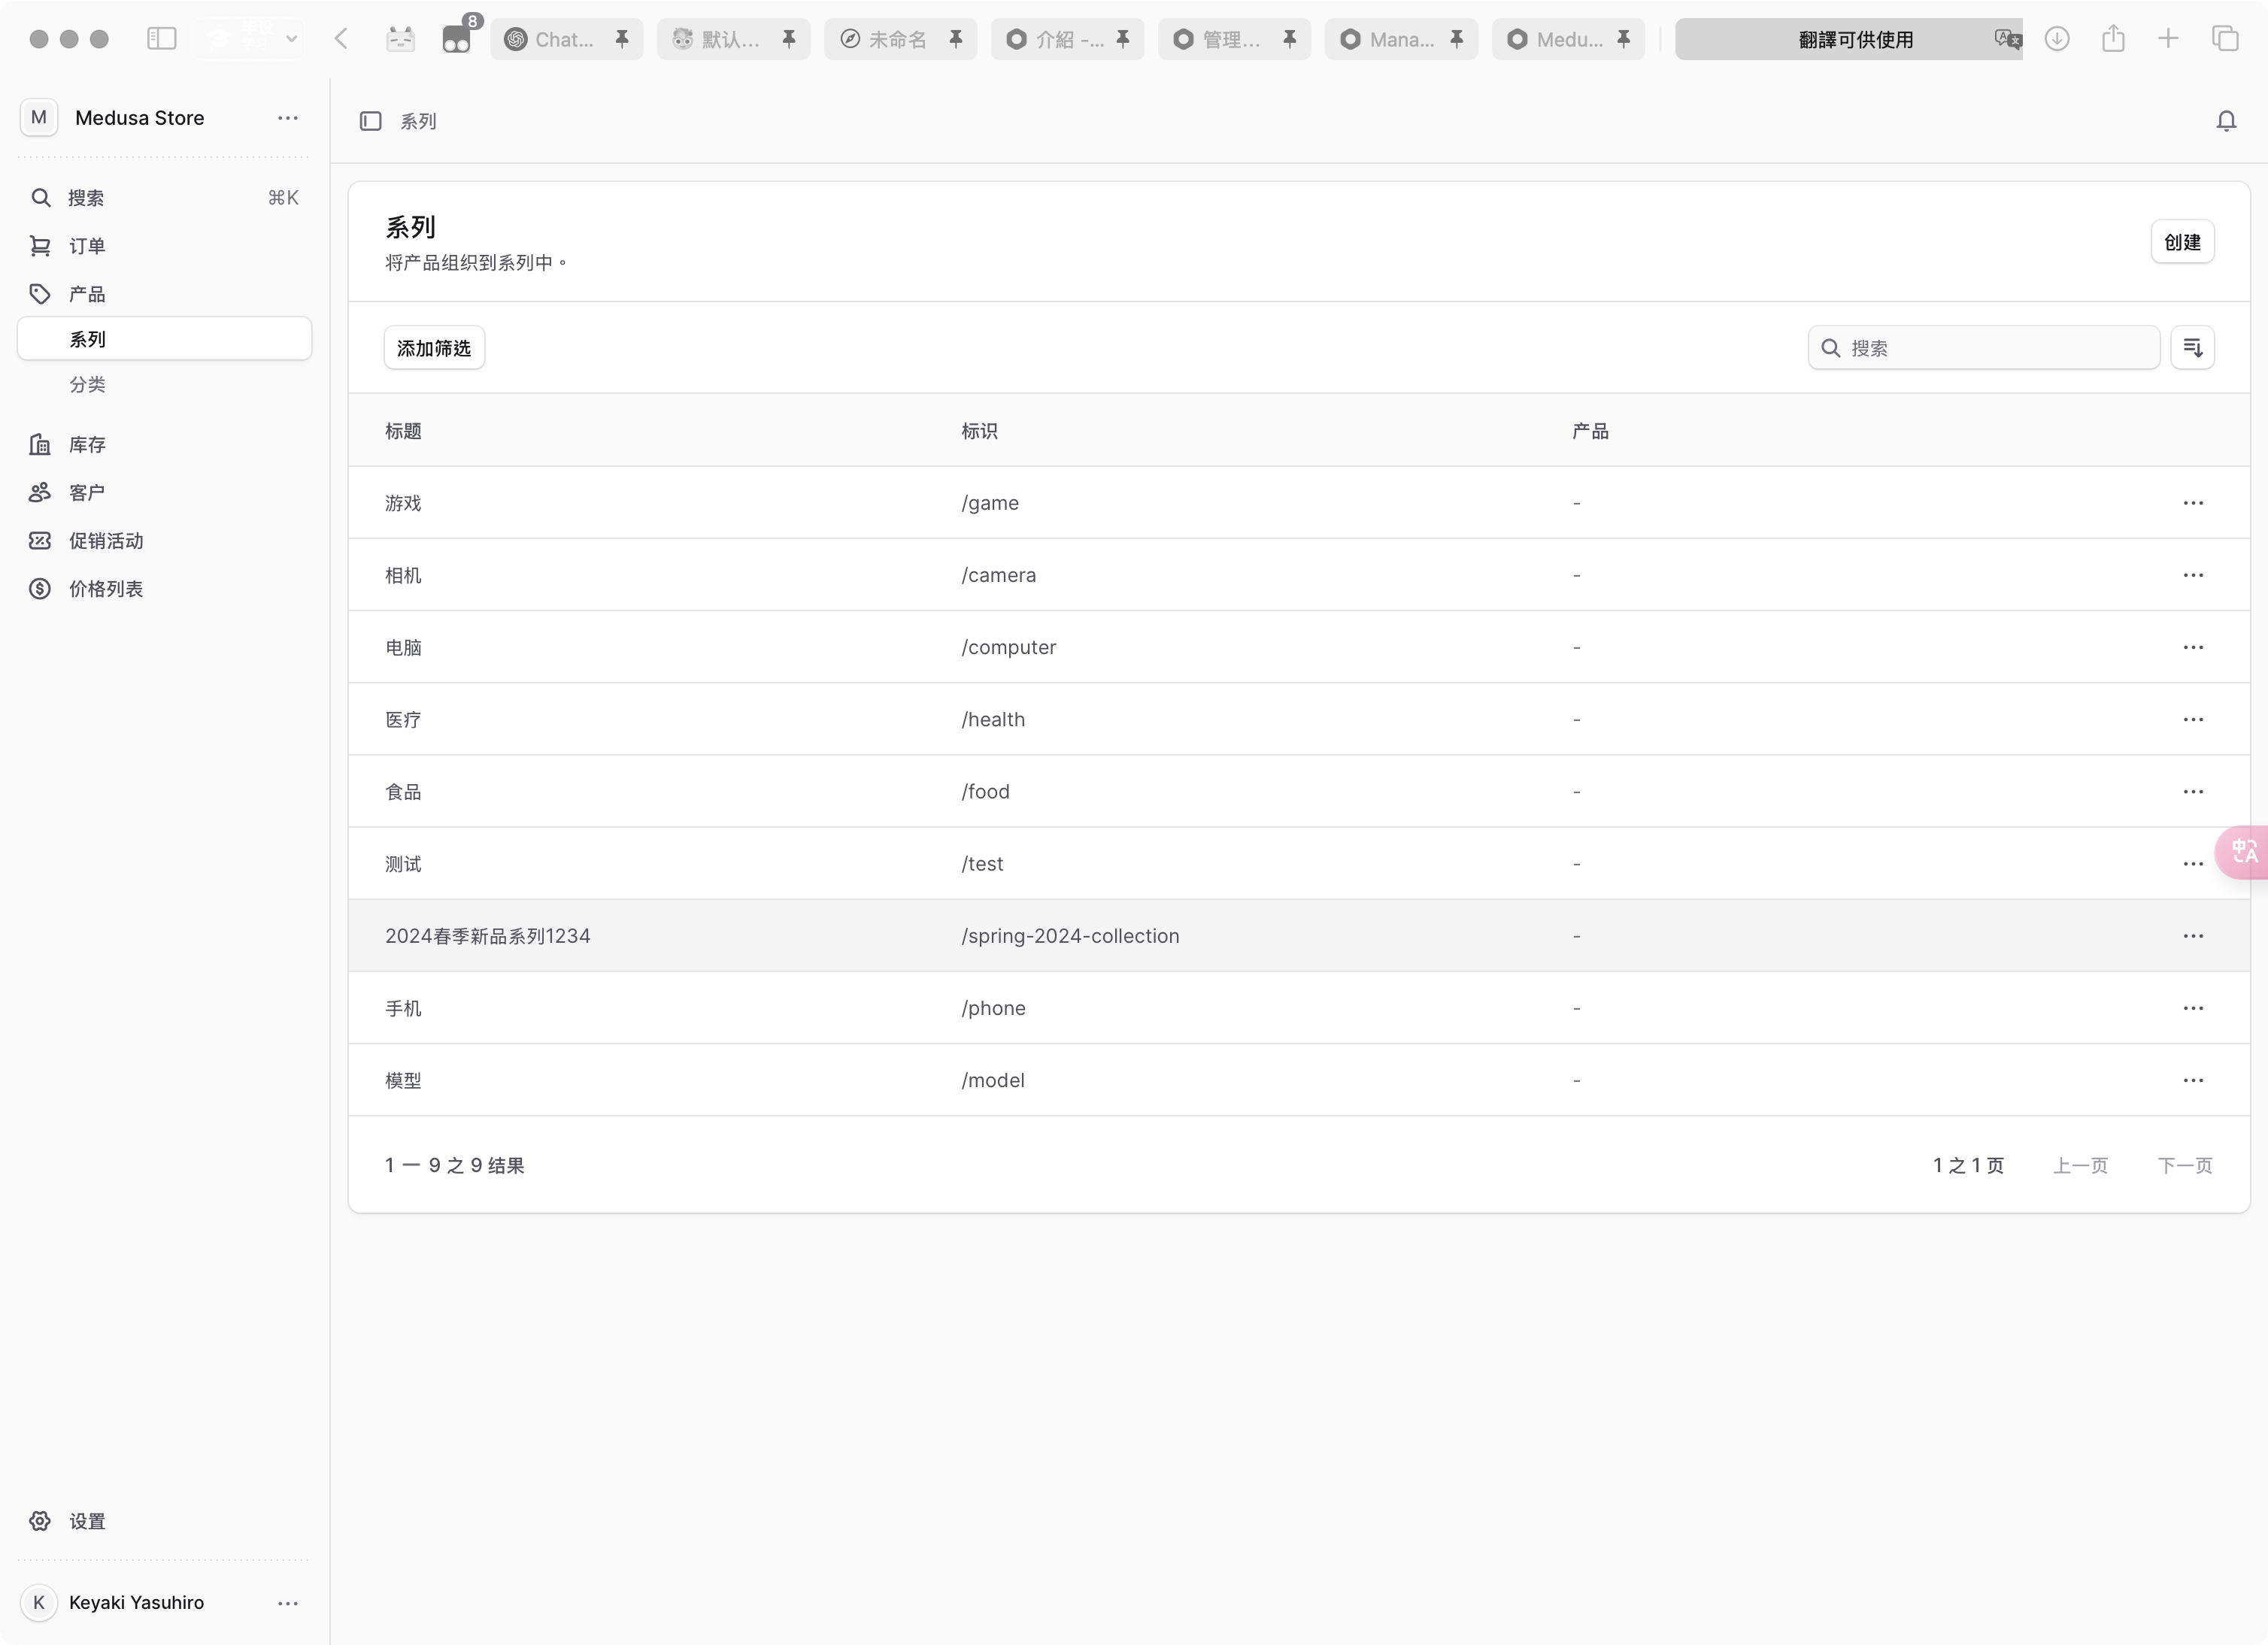 8
Chat...
默认...
未命名
介紹 -...
管理...
Mana...
Medu...
翻譯可供使用
M
Medusa Store
系列
搜索
⌘K
订单
产品
系列
分类
库存
客户
促销活动
价格列表
系列
将产品组织到系列中。
创建
添加筛选
搜索
标题 标识 产品
游戏 /game -
相机 /camera -
电脑 /computer -
医疗 /health -
食品 /food -
测试 /test -
2024春季新品系列1234 /spring-2024-collection -
手机 /phone -
模型 /model -
1 — 9 之 9 结果
1 之 1 页 上一页 下一页
设置
K
Keyaki Yasuhiro